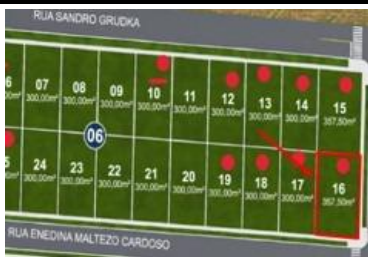 RUA SANDRO GRUDKA
07 08 09 10 11 12 13 14 15
300,00m² 300,00m² 300,00m² 300,00m² 300,00m² 300,00m² 300,00m² 300,00m² 357,50m²
06
24 23 22 21 20 19 18 17 16
300,00m² 300,00m² 300,00m² 300,00m² 300,00m² 300,00m² 300,00m² 300,00m² 357,50m²
RUA ENEDINA MALTEZO CARDOSO